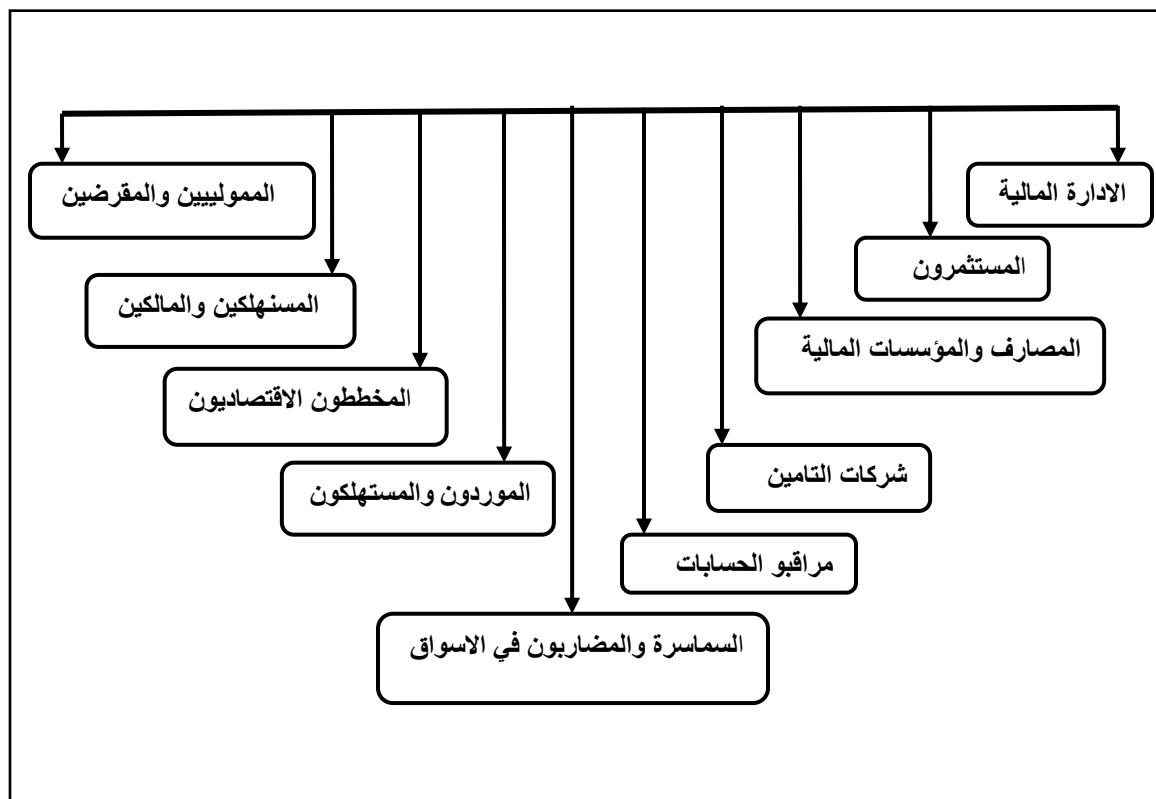 الممولييين والمقرضين
الادارة المالية
المستثمرون
المسنهلكين والمالكين
المصارف والمؤسسات المالية
المخططون الاقتصاديون
شركات التامين
الموردون والمستهلكون
مراقبو الحسابات
السماسرة والمضاربون في الاسواق